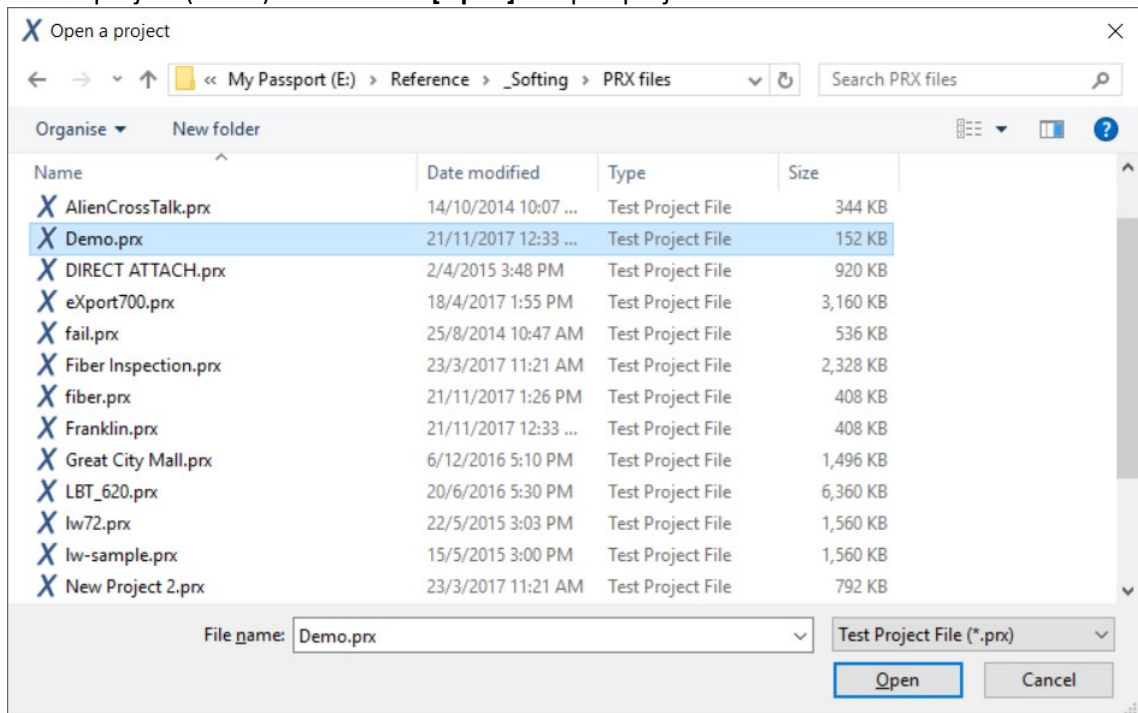 Open a project
« My Passport (E:) › Reference › _Softing › PRX files Search PRX files
Organise New folder
Name Date modified Type Size
AlienCrossTalk.prx 14/10/2014 10:07 ... Test Project File 344 KB
Demo.prx 21/11/2017 12:33 ... Test Project File 152 KB
DIRECT ATTACH.prx 2/4/2015 3:48 PM Test Project File 920 KB
eXport700.prx 18/4/2017 1:55 PM Test Project File 3,160 KB
fail.prx 25/8/2014 10:47 AM Test Project File 536 KB
Fiber Inspection.prx 23/3/2017 11:21 AM Test Project File 2,328 KB
fiber.prx 21/11/2017 1:26 PM Test Project File 408 KB
Franklin.prx 21/11/2017 12:33 ... Test Project File 408 KB
Great City Mall.prx 6/12/2016 5:10 PM Test Project File 1,496 KB
LBT_620.prx 20/6/2016 5:30 PM Test Project File 6,360 KB
lw72.prx 22/5/2015 3:03 PM Test Project File 1,560 KB
lw-sample.prx 15/5/2015 3:00 PM Test Project File 1,560 KB
New Project 2.prx 23/3/2017 11:21 AM Test Project File 792 KB
File name: Demo.prx Test Project File (*.prx)
Open Cancel